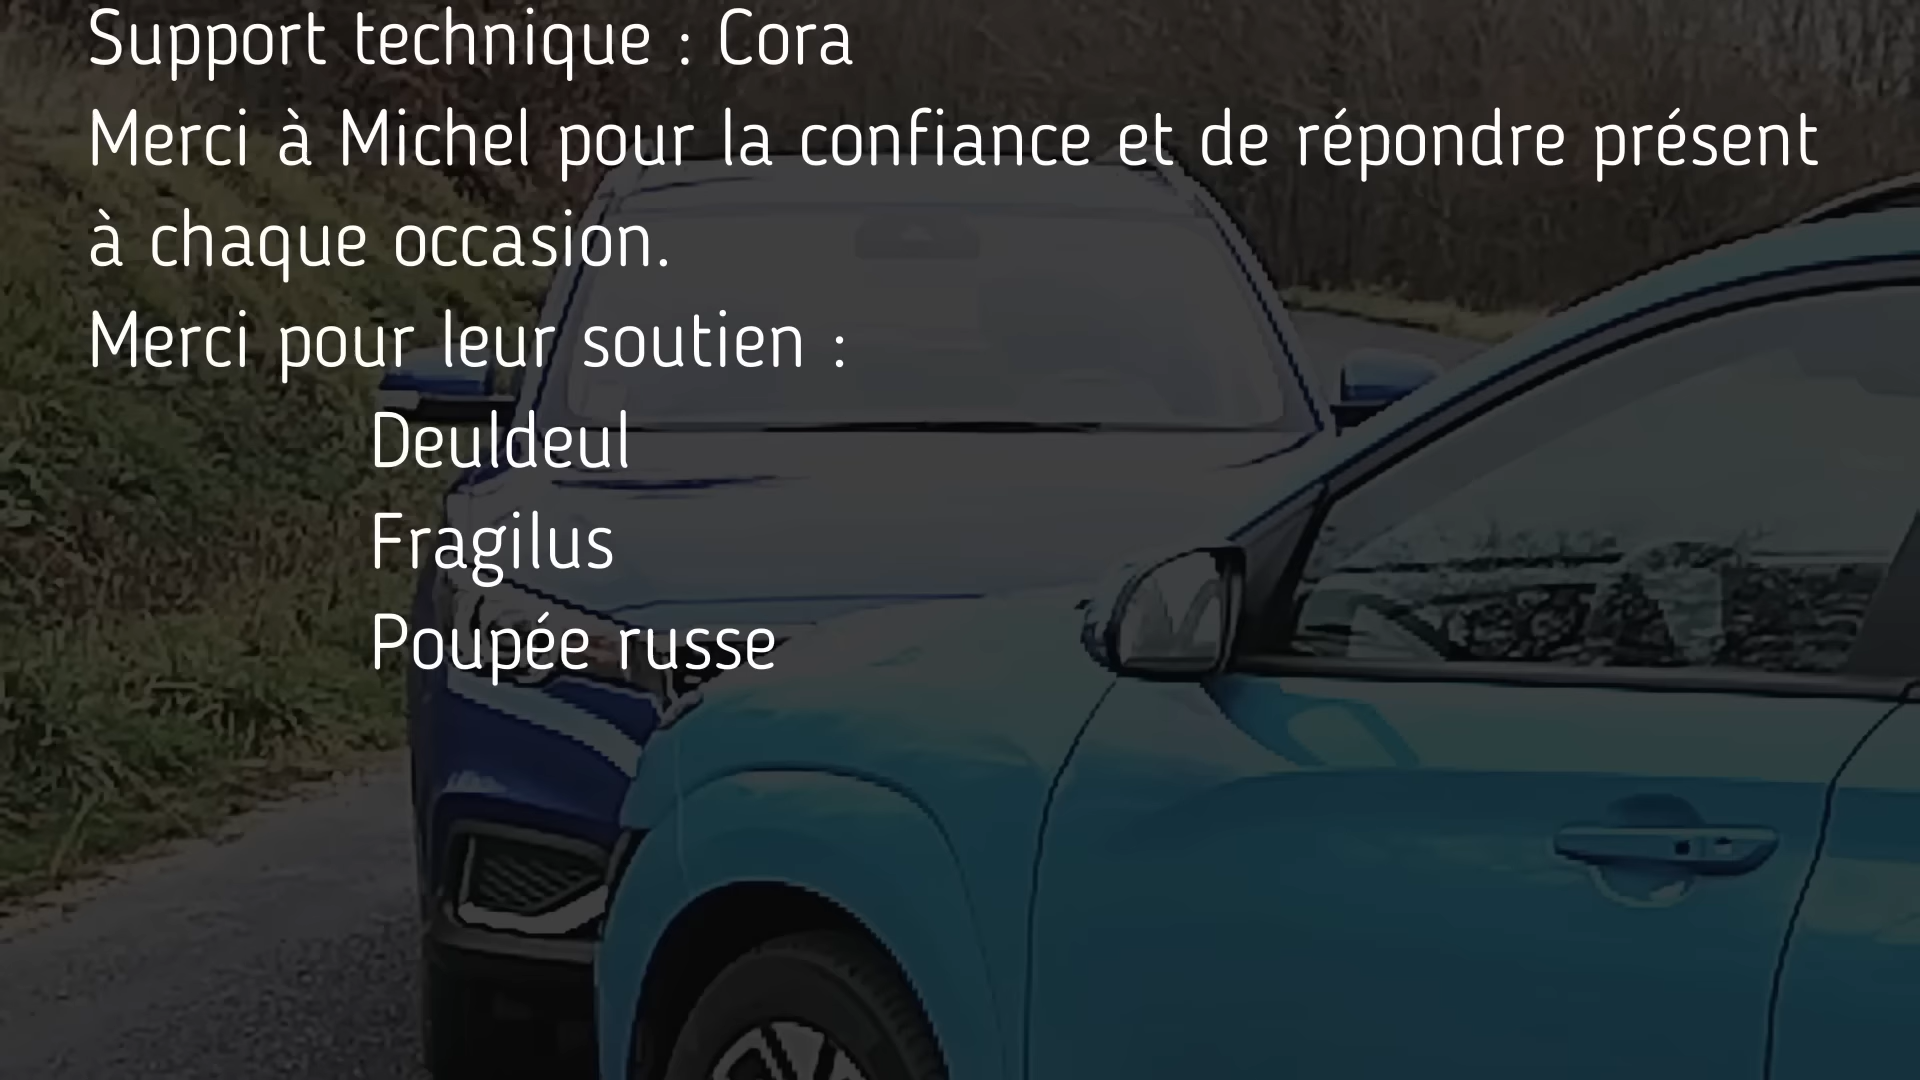 Support technique : Cora
Merci à Michel pour la confiance et de répondre présent
à chaque occasion.
Merci pour leur soutien :
Deuldeul
Fragilus
Poupée russe